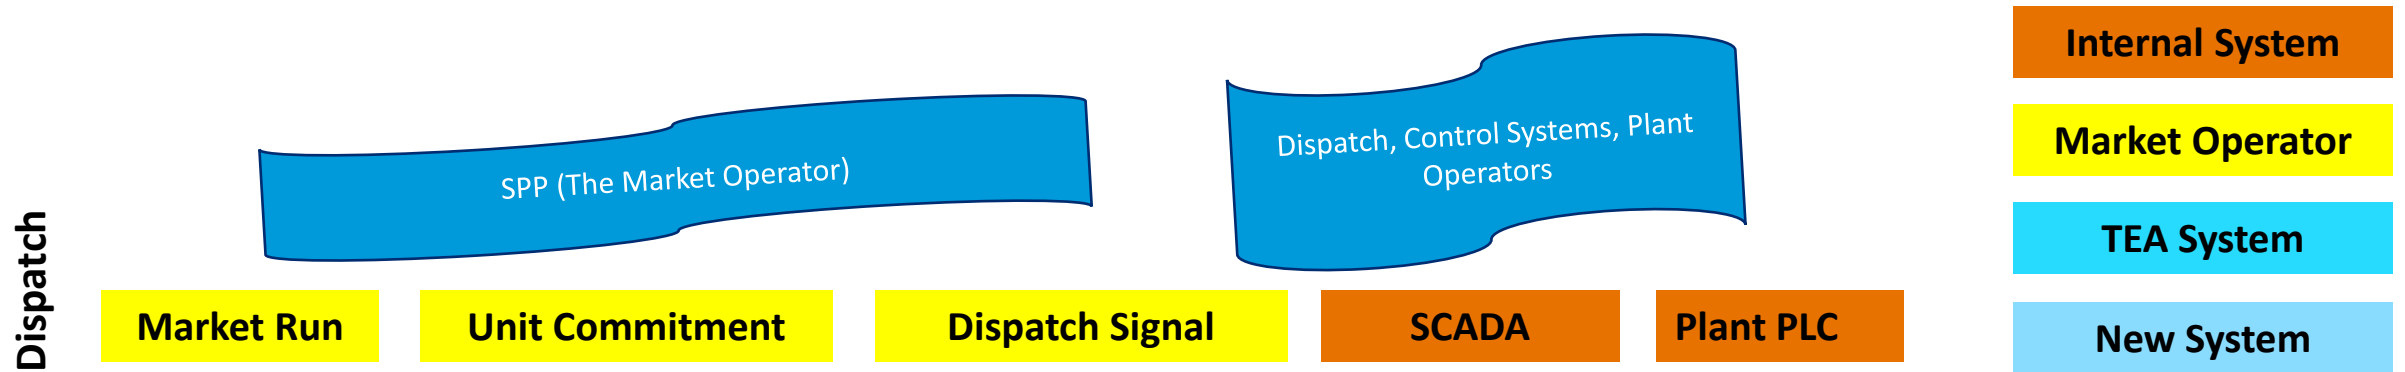 SPP (The Market Operator)
Dispatch, Control Systems, Plant
Operators
Dispatch
Market Run
Unit Commitment
Dispatch Signal
SCADA
Plant PLC
Internal System
Market Operator
TEA System
New System